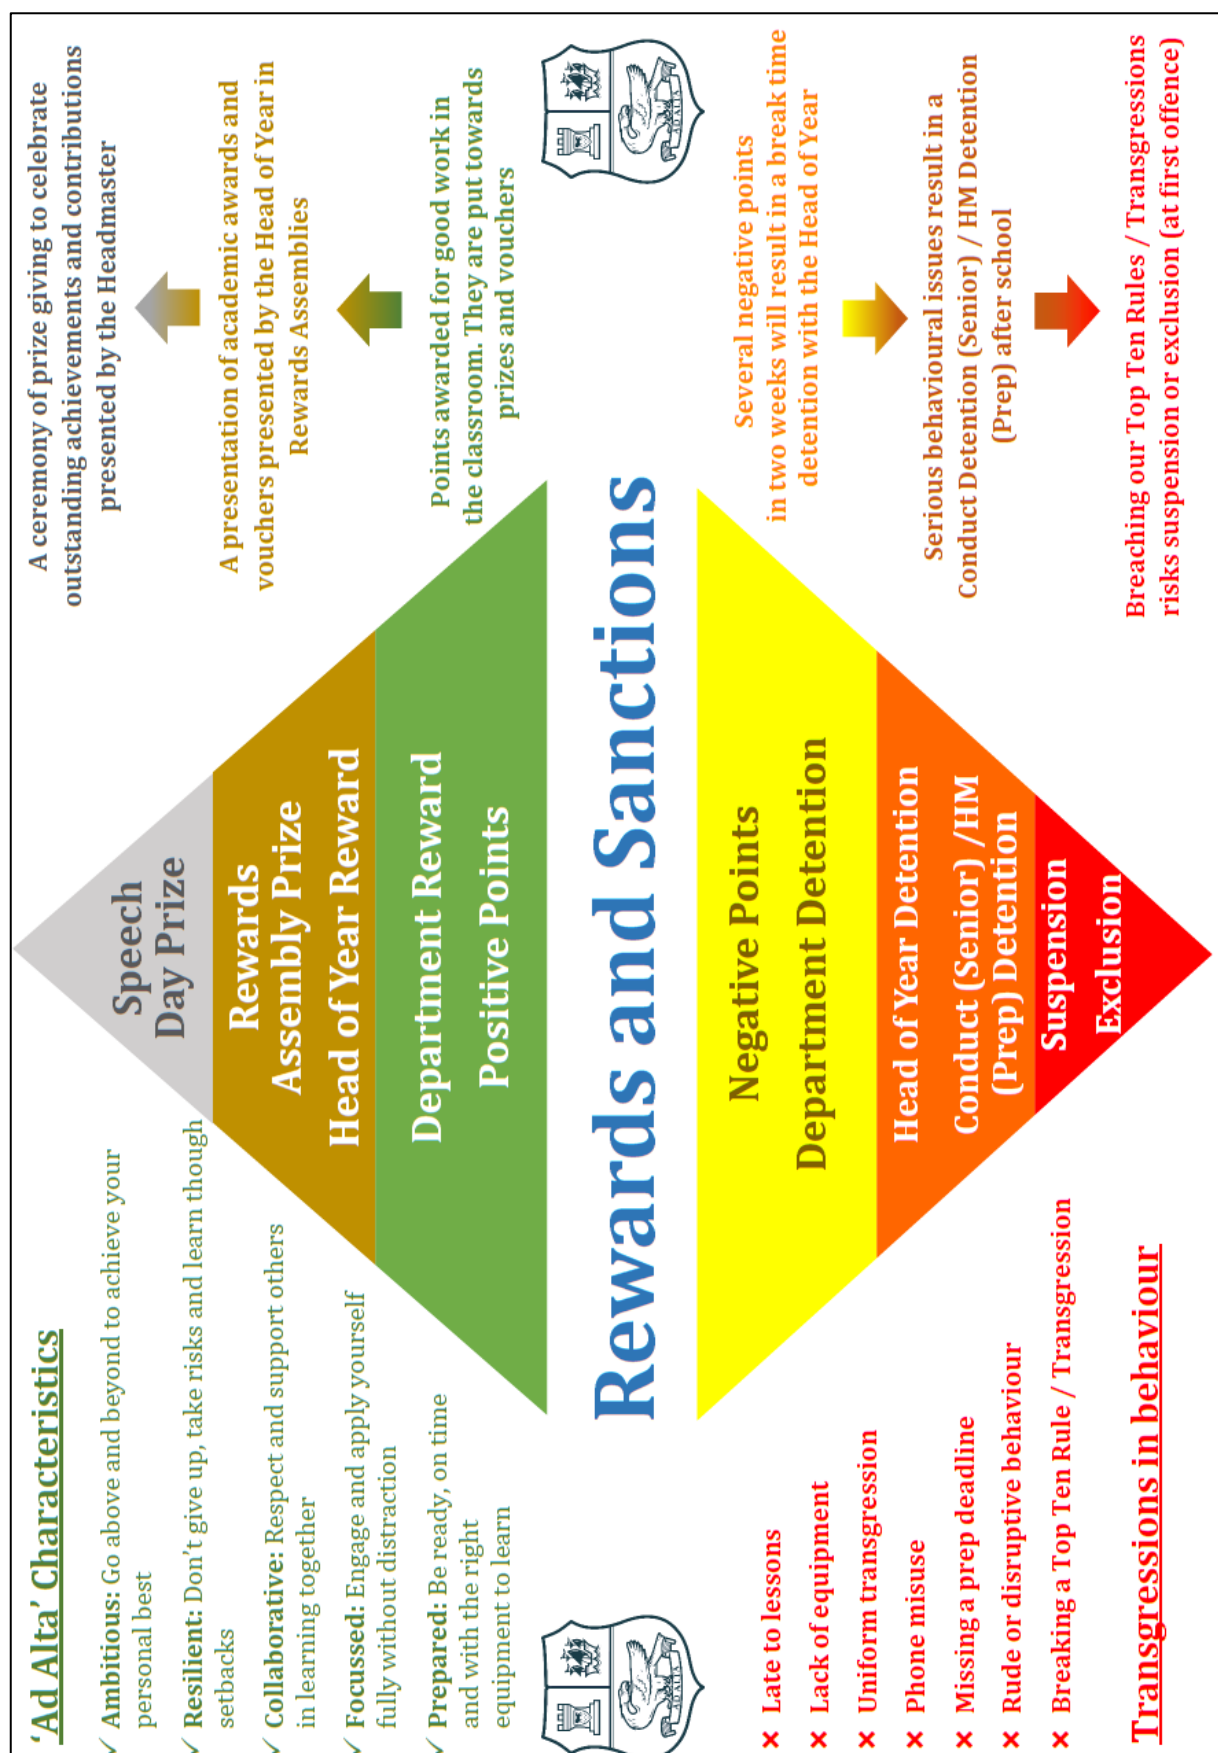 'Ad Alta' Characteristics
✓ Ambitious: Go above and beyond to achieve your
personal best
✓ Resilient: Don't give up, take risks and learn though
setbacks
✓ Collaborative: Respect and support others
in learning together
✓ Focussed: Engage and apply yourself
fully without distraction
✓ Prepared: Be ready, on time
and with the right
equipment to learn
Speech
Day Prize
Rewards
Assembly Prize
Head of Year Reward
Department Reward
Positive Points
A ceremony of prize giving to celebrate
outstanding achievements and contributions
presented by the Headmaster
A presentation of academic awards and
vouchers presented by the Head of Year in
Rewards Assemblies
Points awarded for good work in
the classroom. They are put towards
prizes and vouchers
AD ALTA
Rewards and Sanctions
AD ALTA
× Late to lessons
× Lack of equipment
× Uniform transgression
× Phone misuse
× Missing a prep deadline
× Rude or disruptive behaviour
× Breaking a Top Ten Rule / Transgression
Transgressions in behaviour
Negative Points
Department Detention
Head of Year Detention
Conduct (Senior) /HM
(Prep) Detention
Suspension
Exclusion
Several negative points
in two weeks will result in a break time
detention with the Head of Year
Serious behavioural issues result in a
Conduct Detention (Senior) / HM Detention
(Prep) after school
Breaching our Top Ten Rules / Transgressions
risks suspension or exclusion (at first offence)